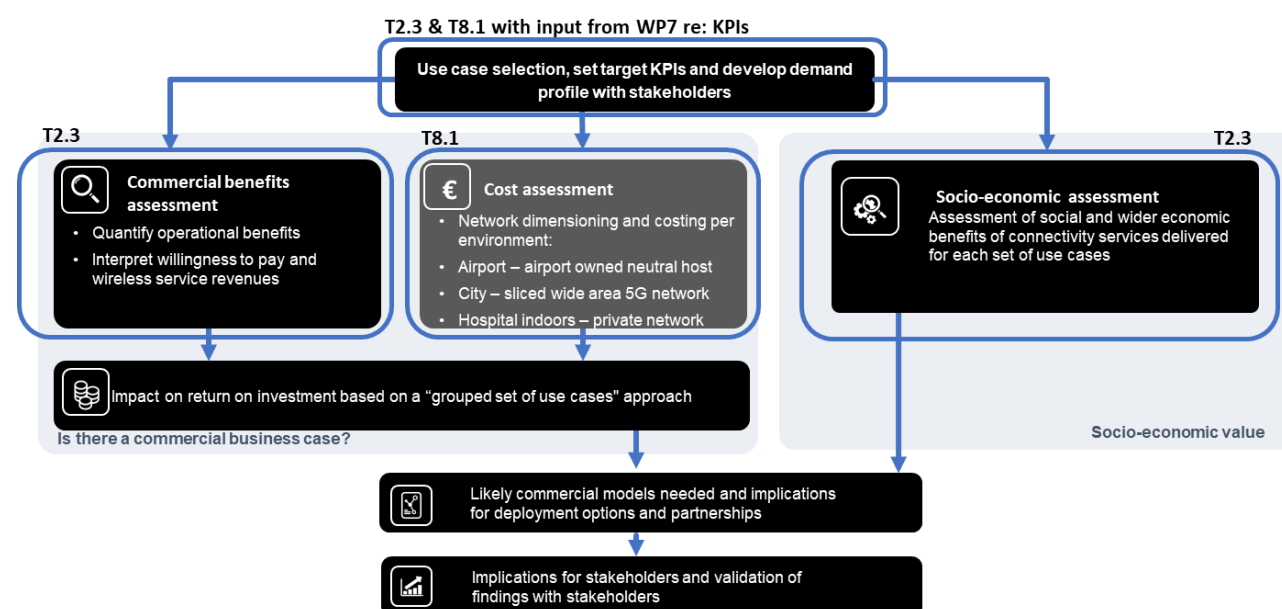 T2.3 & T8.1 with input from WP7 re: KPIs
Use case selection, set target KPIs and develop demand
profile with stakeholders
T2.3
Commercial benefits
assessment
• Quantify operational benefits
• Interpret willingness to pay and
wireless service revenues
T8.1
€ Cost assessment
• Network dimensioning and costing per
environment:
• Airport – airport owned neutral host
• City – sliced wide area 5G network
• Hospital indoors – private network
T2.3
Socio-economic assessment
Assessment of social and wider economic
benefits of connectivity services delivered
for each set of use cases
Impact on return on investment based on a “grouped set of use cases” approach
Is there a commercial business case?
Socio-economic value
Likely commercial models needed and implications
for deployment options and partnerships
Implications for stakeholders and validation of
findings with stakeholders